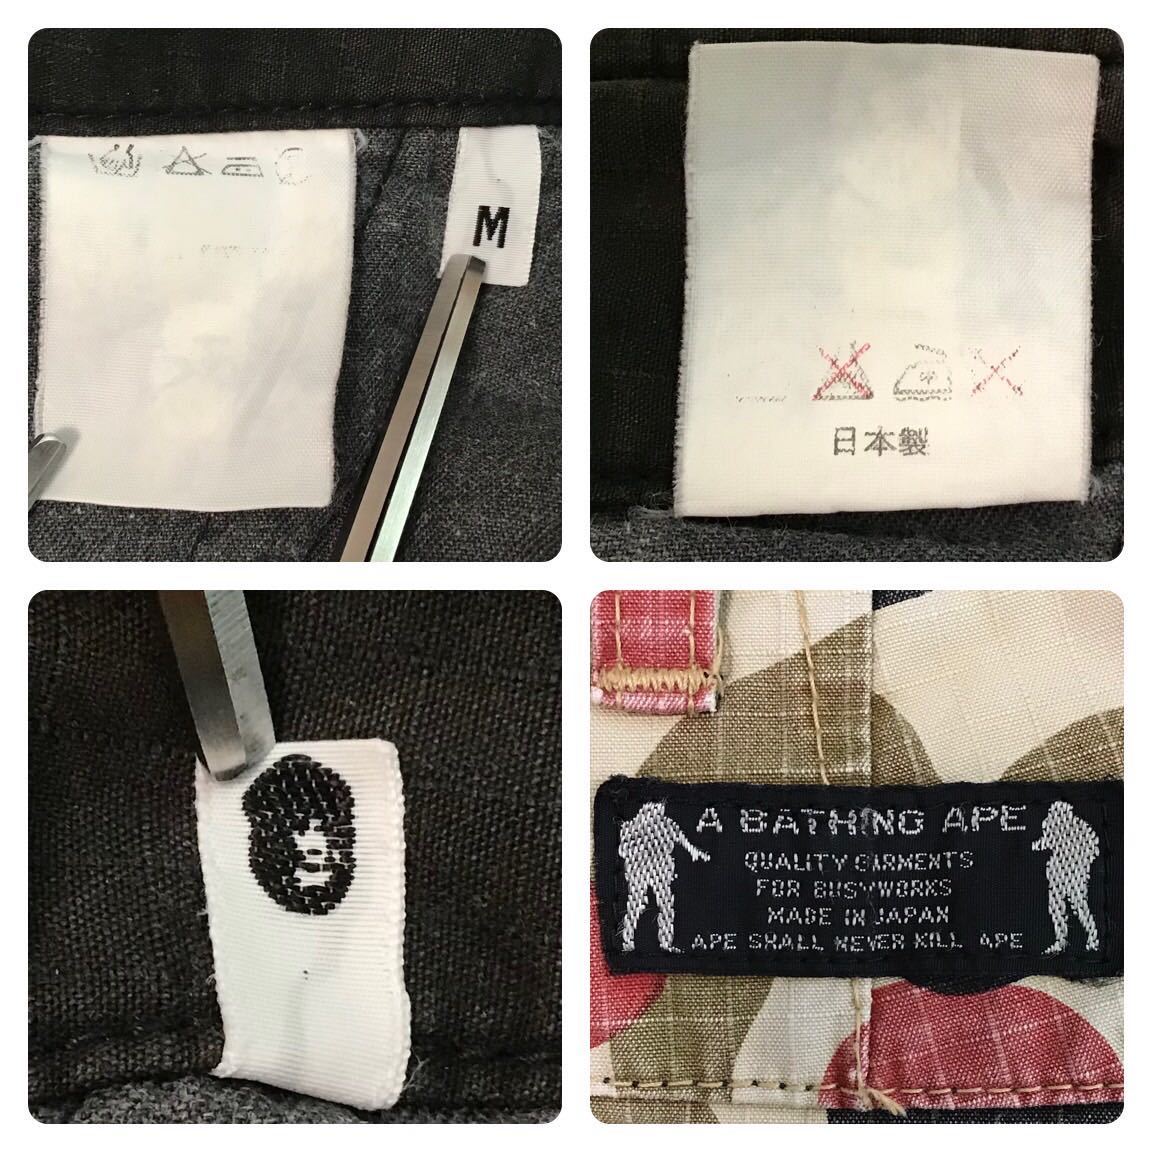 M
日本製
A BATHING APE
QUALITY GARMENTS
FOR BUSYWORKS
MADE IN JAPAN
APE SHALL NEVER KILL APE